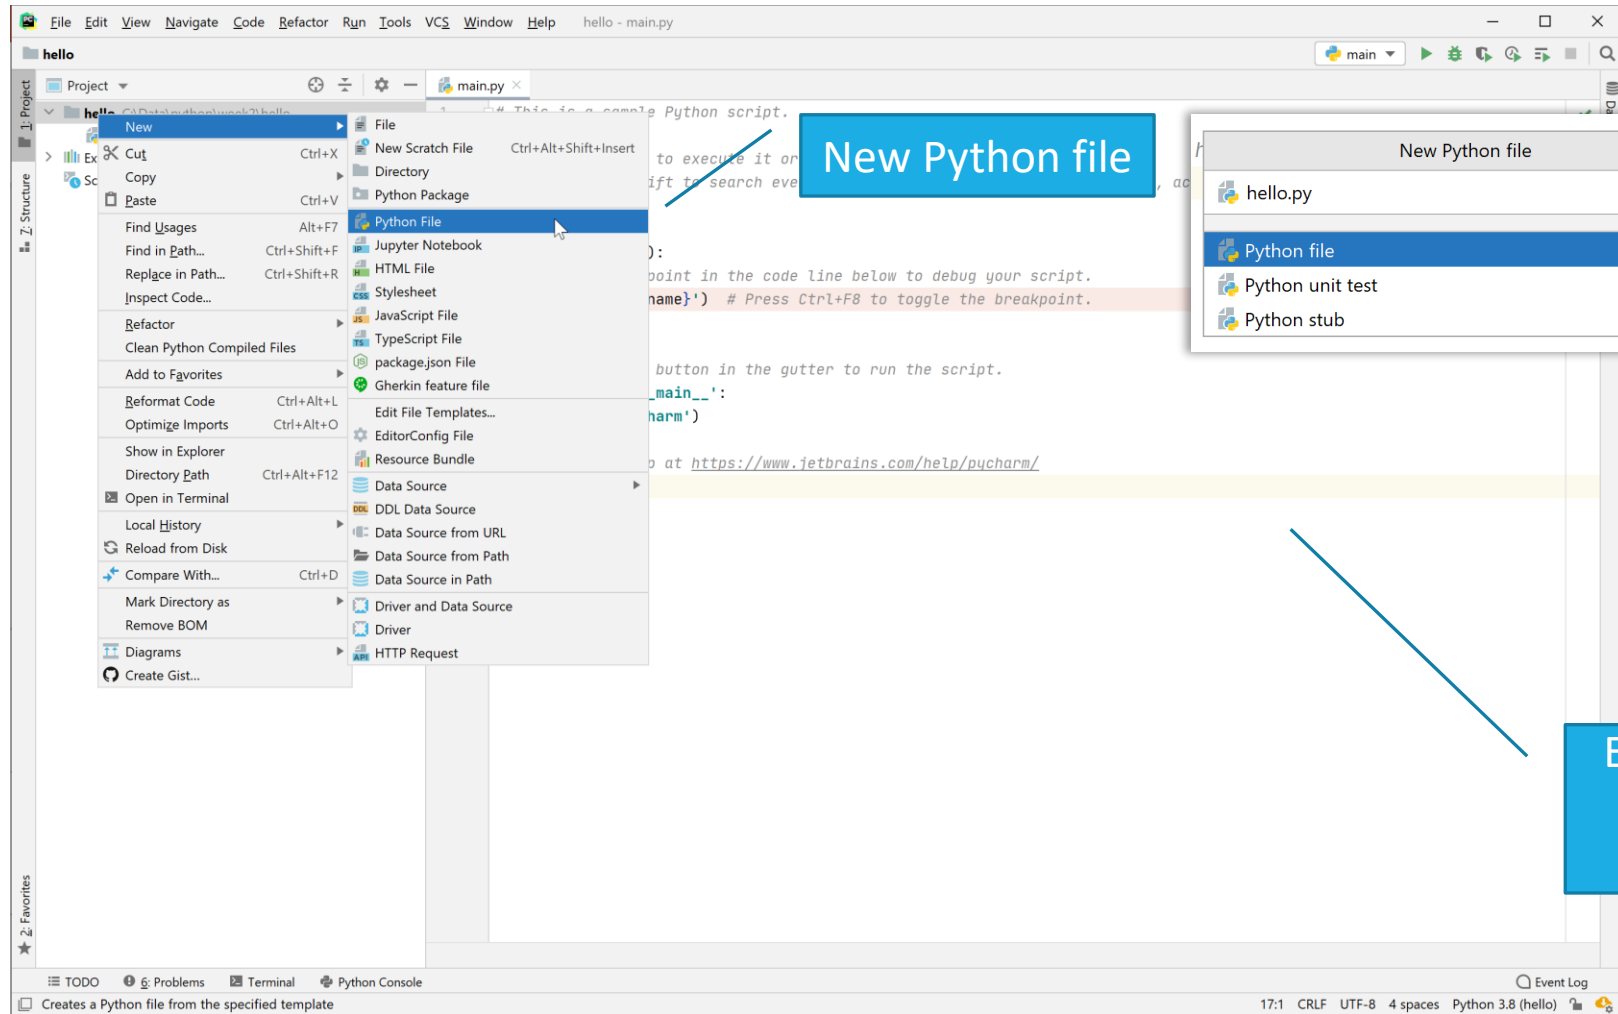 File Edit View Navigate Code Refactor Run Tools VCS Window Help hello - main.py
hello
main
1: Project
Project
main.py
hello C:\Data\python\week2\hello
Ex
Sc
New
Cut Ctrl+X
Copy
Paste Ctrl+V
Find Usages Alt+F7
Find in Path... Ctrl+Shift+F
Replace in Path... Ctrl+Shift+R
Inspect Code...
Refactor
Clean Python Compiled Files
Add to Favorites
Reformat Code Ctrl+Alt+L
Optimize Imports Ctrl+Alt+O
Show in Explorer
Directory Path Ctrl+Alt+F12
Open in Terminal
Local History
Reload from Disk
Compare With... Ctrl+D
Mark Directory as
Remove BOM
Diagrams
Create Gist...
File
New Scratch File Ctrl+Alt+Shift+Insert
Directory
Python Package
Python File
Jupyter Notebook
HTML File
Stylesheet
JavaScript File
TypeScript File
package.json File
Gherkin feature file
Edit File Templates...
EditorConfig File
Resource Bundle
Data Source
DDL Data Source
Data Source from URL
Data Source from Path
Data Source in Path
Driver and Data Source
Driver
HTTP Request
1 # This is a sample Python script.
to execute it or
ift to search eve , ac
):
point in the code line below to debug your script.
name}') # Press Ctrl+F8 to toggle the breakpoint.
button in the gutter to run the script.
_main__':
harm')
p at https://www.jetbrains.com/help/pycharm/
New Python file
New Python file
hello.py
Python file
Python unit test
Python stub
Da
E
Z: Structure
2: Favorites
TODO 6: Problems Terminal Python Console Event Log
Creates a Python file from the specified template 17:1 CRLF UTF-8 4 spaces Python 3.8 (hello)